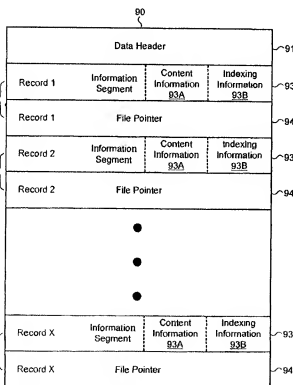 90
Data Header
91
Record 1 Information Segment Content Information 93A Indexing Information 93B
93
Record 1 File Pointer
94
Record 2 Information Segment Content Information 93A Indexing Information 93B
93
Record 2 File Pointer
94
Record X Information Segment Content Information 93A Indexing Information 93B
93
Record X File Pointer
94